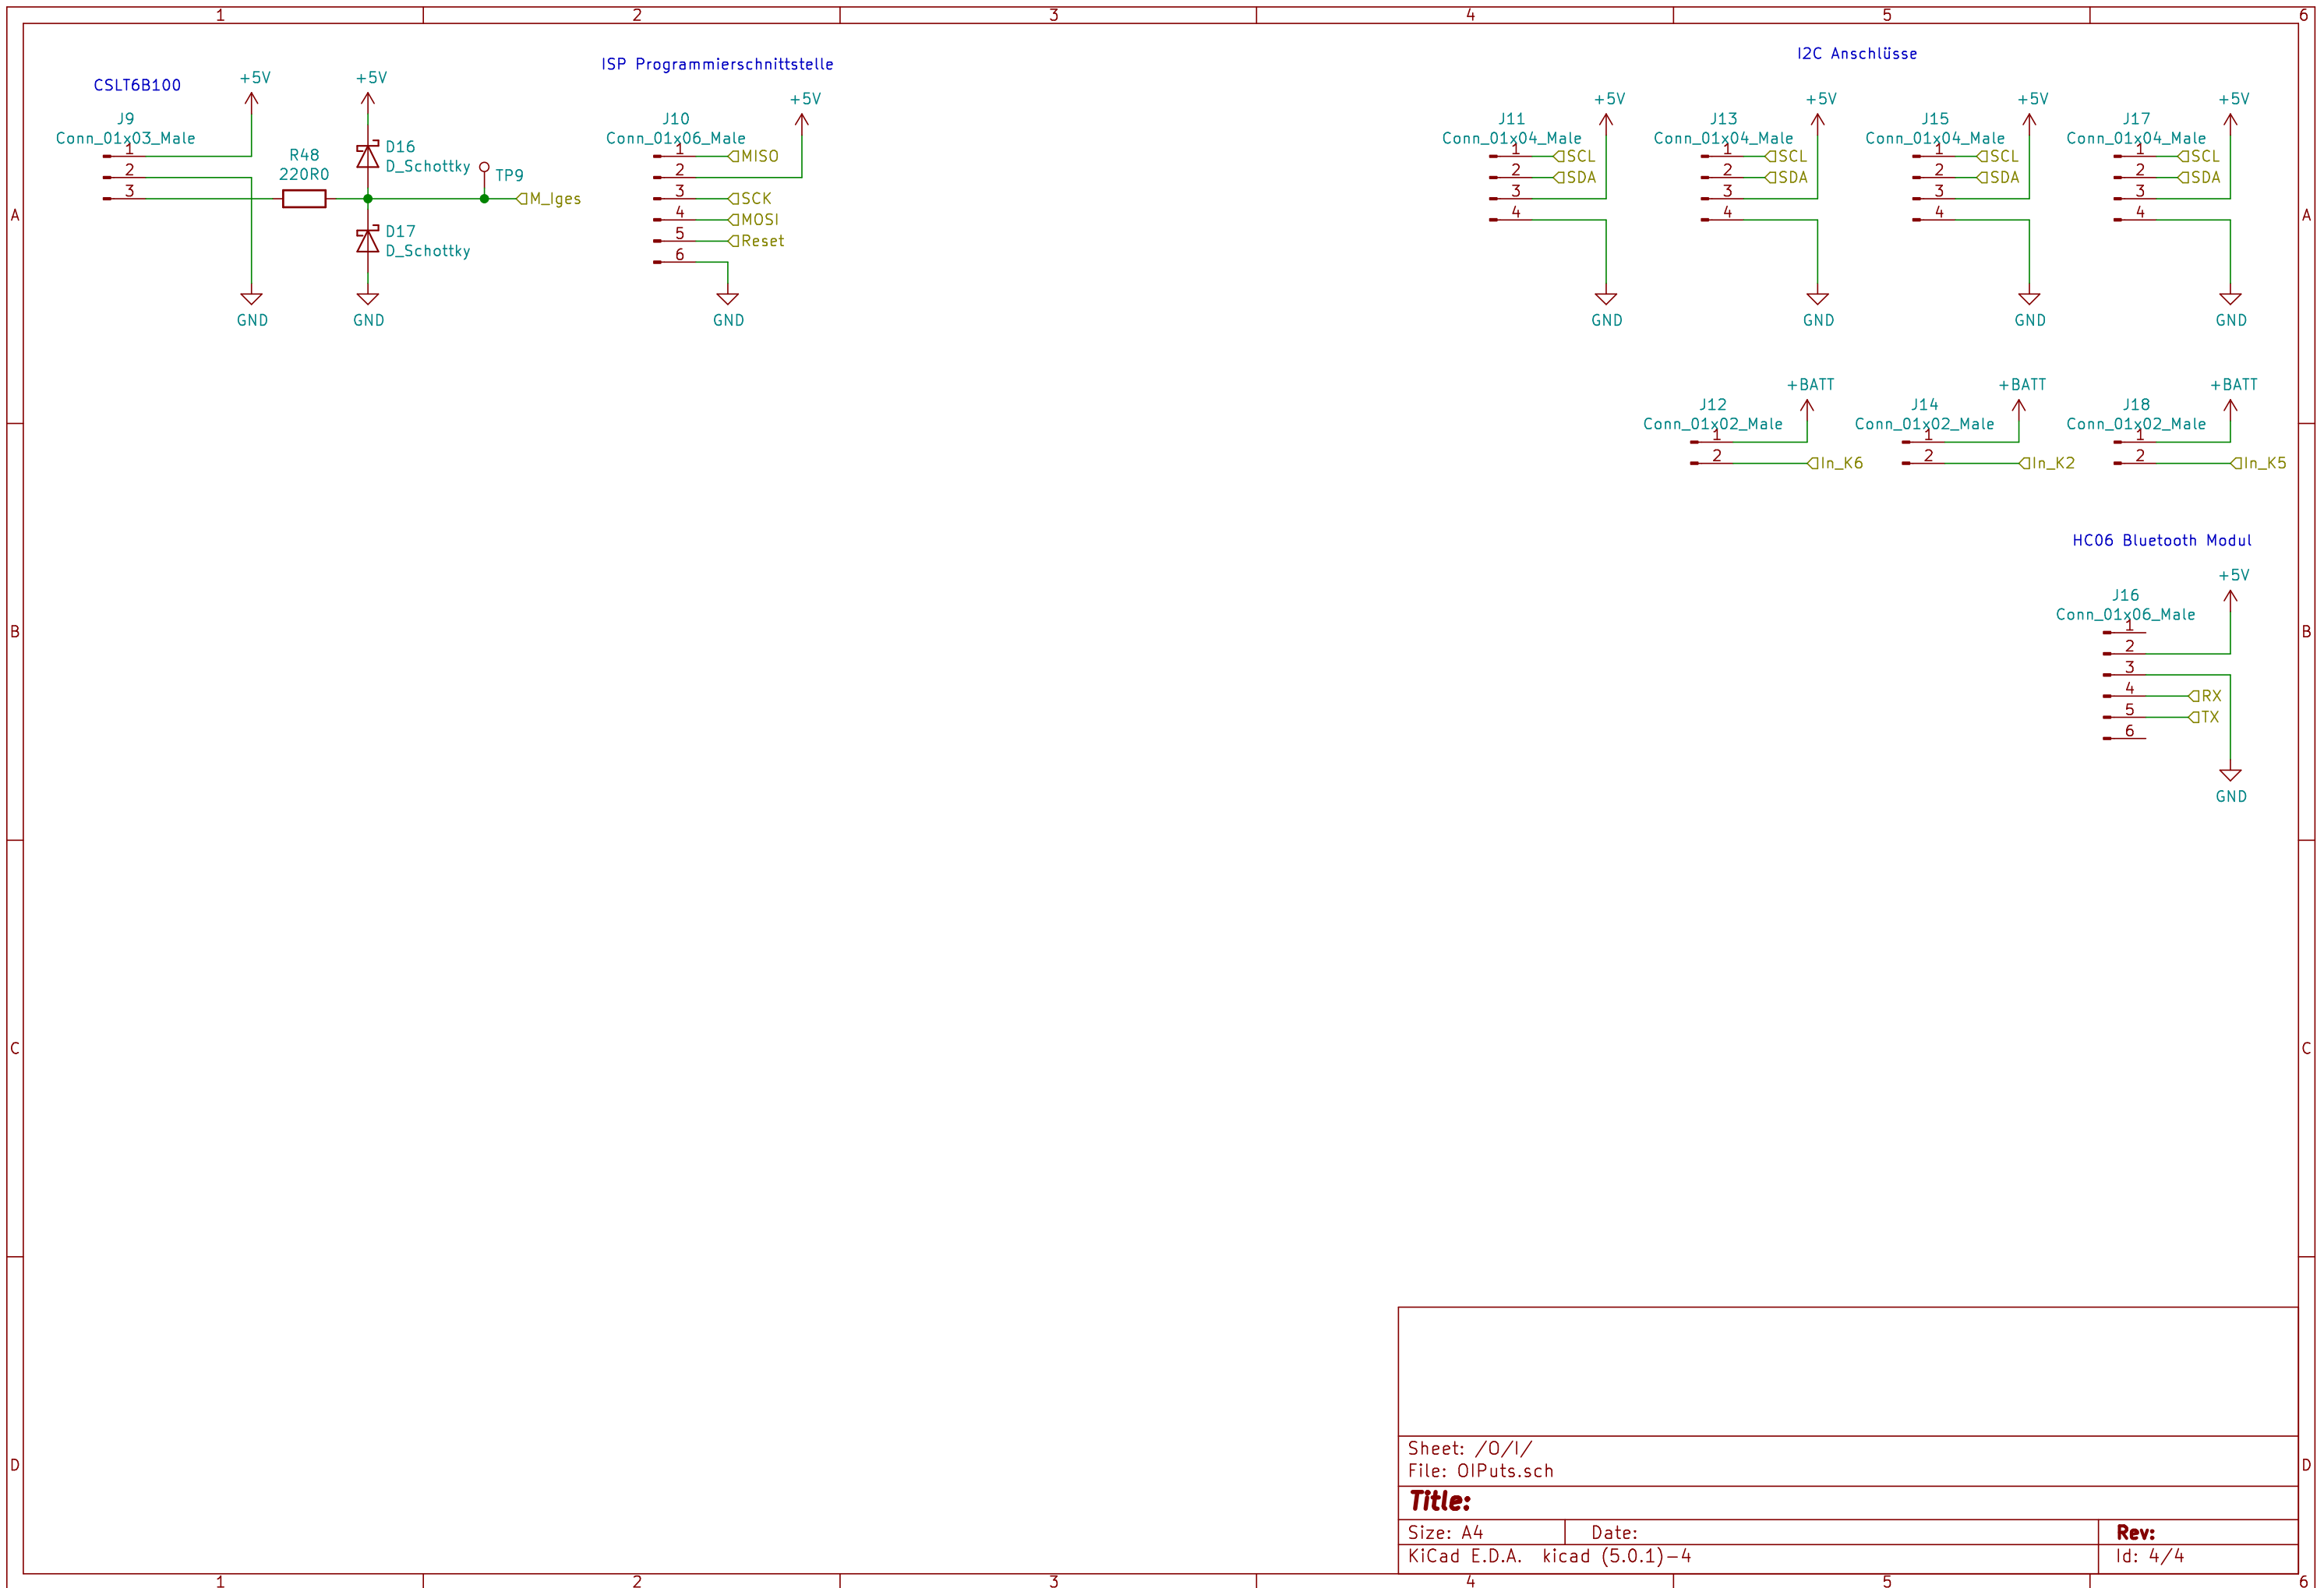 1 2 3 4 5 6
A
B
C
D
A
B
C
D
CSLT6B100
J9
Conn_01x03_Male
1
2
3
+5V
GND
R48
220R0
+5V
D16
D_Schottky
D17
D_Schottky
GND
TP9
M_Iges
ISP Programmierschnittstelle
J10
Conn_01x06_Male
+5V
1 MISO
2
3 SCK
4 MOSI
5 Reset
6
GND
I2C Anschlüsse
J11
Conn_01x04_Male
+5V
1 SCL
2 SDA
3
4
GND
J13
Conn_01x04_Male
+5V
1 SCL
2 SDA
3
4
GND
J15
Conn_01x04_Male
+5V
1 SCL
2 SDA
3
4
GND
J17
Conn_01x04_Male
+5V
1 SCL
2 SDA
3
4
GND
+BATT
J12
Conn_01x02_Male
1
2 In_K6
+BATT
J14
Conn_01x02_Male
1
2 In_K2
+BATT
J18
Conn_01x02_Male
1
2 In_K5
HC06 Bluetooth Modul
+5V
J16
Conn_01x06_Male
1
2
3
4 RX
5 TX
6
GND
Sheet: /O/I/
File: OIPuts.sch
Title:
Size: A4 Date: Rev:
KiCad E.D.A. kicad (5.0.1)-4 Id: 4/4
1 2 3 4 5 6